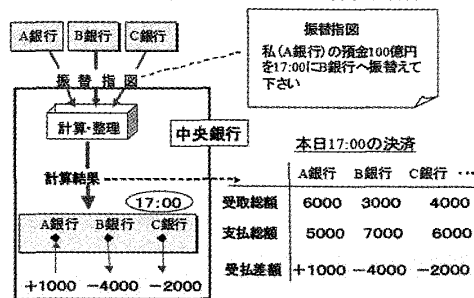 A銀行 B銀行 C銀行
振替指図
計算・整理
中央銀行
計算結果
17:00
A銀行 B銀行 C銀行
+1000 −4000 −2000
振替指図
私(A銀行)の預金100億円
を17:00にB銀行へ振替えて
下さい
本日17:00の決済
A銀行 B銀行 C銀行 …
受取総額 6000 3000 4000
支払総額 5000 7000 6000
受払差額 +1000 −4000 −2000